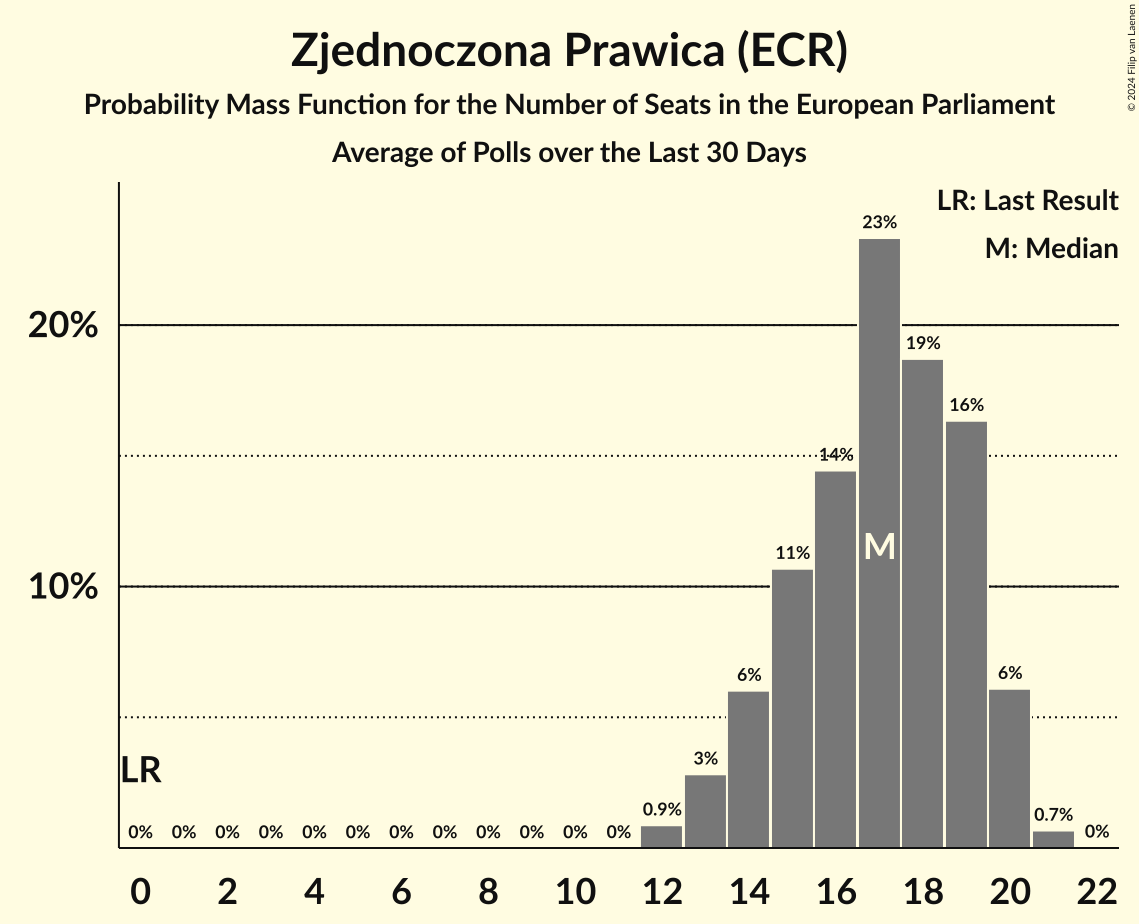 Zjednoczona Prawica (ECR)
Probability Mass Function for the Number of Seats in the European Parliament
Average of Polls over the Last 30 Days
© 2024 Filip van Laenen
LR: Last Result
M: Median
23%
20%
19%
16%
14%
M
11%
10%
6%
6%
3%
LR
0.9%
0.7%
0% 0% 0% 0% 0% 0% 0% 0% 0% 0% 0% 0% 0%
0 2 4 6 8 10 12 14 16 18 20 22